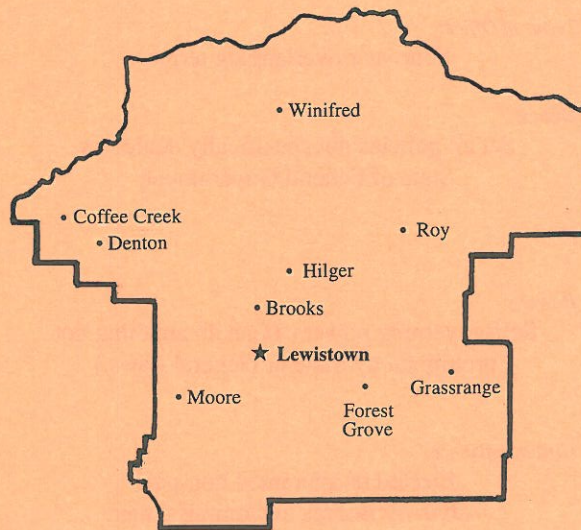 Winifred
Coffee Creek
Denton
Roy
Hilger
Brooks
Lewistown
Moore
Forest
Grove
Grassrange